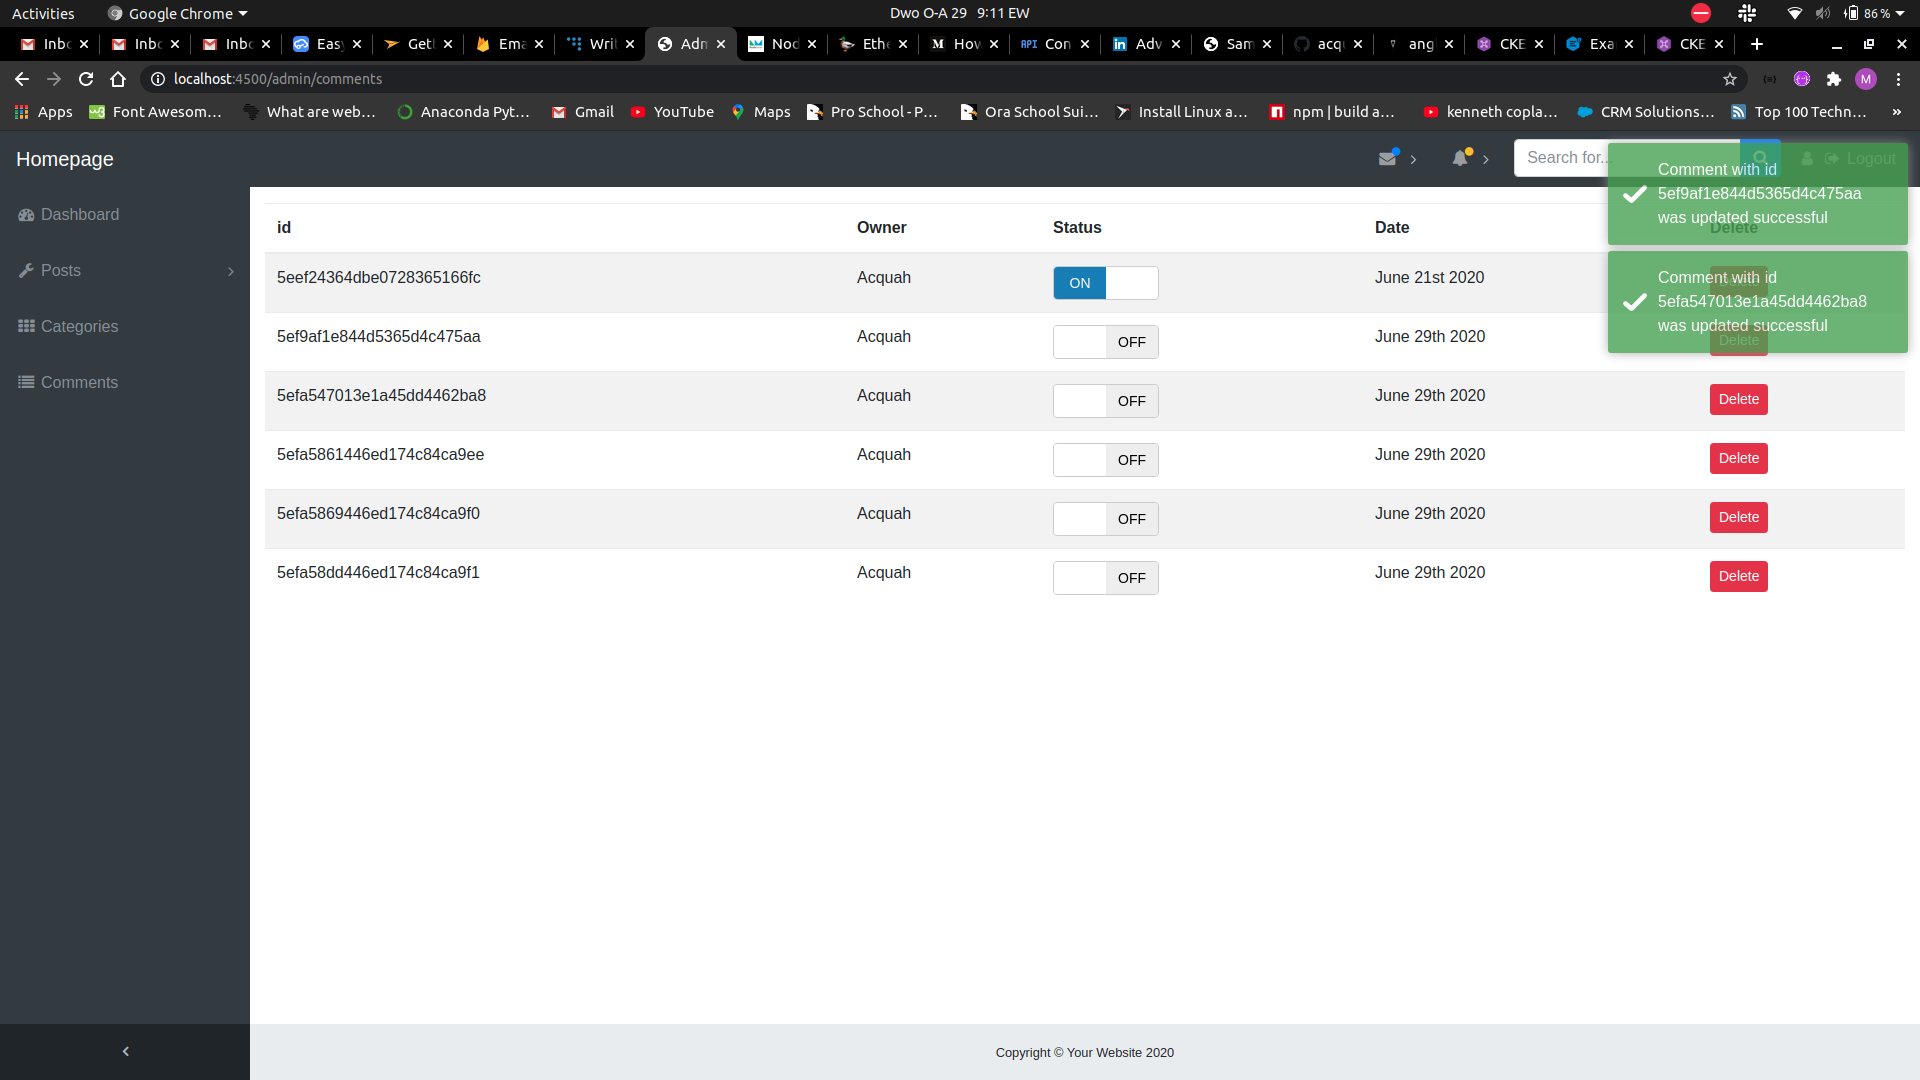 Activities Google Chrome Dwo O-A 29 9:11 EW 86 %
Inbc Inbc Inbc Easy Getl Ema Writ Adm Nod Ethe M How API Con in Adv Sam acq angl CKE Exa CKE
localhost:4500/admin/comments M
Apps Font Awesom… What are web… Anaconda Pyt… Gmail YouTube Maps Pro School - P… Ora School Sui… Install Linux a… npm | build a… kenneth copla… CRM Solutions… Top 100 Techn… »
Homepage Search for... Logout
Comment with id
5ef9af1e844d5365d4c475aa
was updated successful
Comment with id
5efa547013e1a45dd4462ba8
was updated successful
Dashboard
Posts
Categories
Comments
id Owner Status Date Delete
5eef24364dbe0728365166fc Acquah ON June 21st 2020 Delete
5ef9af1e844d5365d4c475aa Acquah OFF June 29th 2020 Delete
5efa547013e1a45dd4462ba8 Acquah OFF June 29th 2020 Delete
5efa5861446ed174c84ca9ee Acquah OFF June 29th 2020 Delete
5efa5869446ed174c84ca9f0 Acquah OFF June 29th 2020 Delete
5efa58dd446ed174c84ca9f1 Acquah OFF June 29th 2020 Delete
Copyright © Your Website 2020